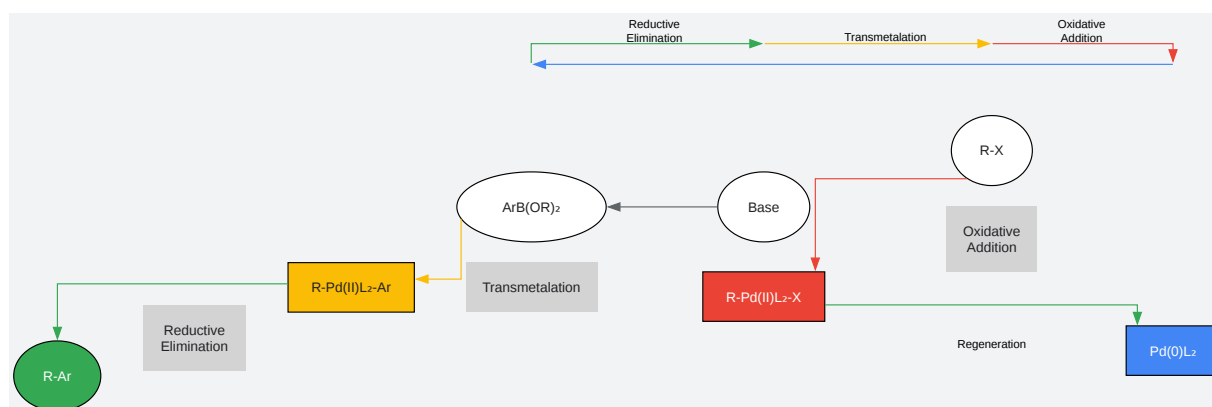 Reductive
Elimination
Transmetalation
Oxidative
Addition
R-X
ArB(OR)₂
Base
Oxidative
Addition
R-Pd(II)L₂-Ar
Transmetalation
R-Pd(II)L₂-X
Reductive
Elimination
Regeneration
Pd(0)L₂
R-Ar